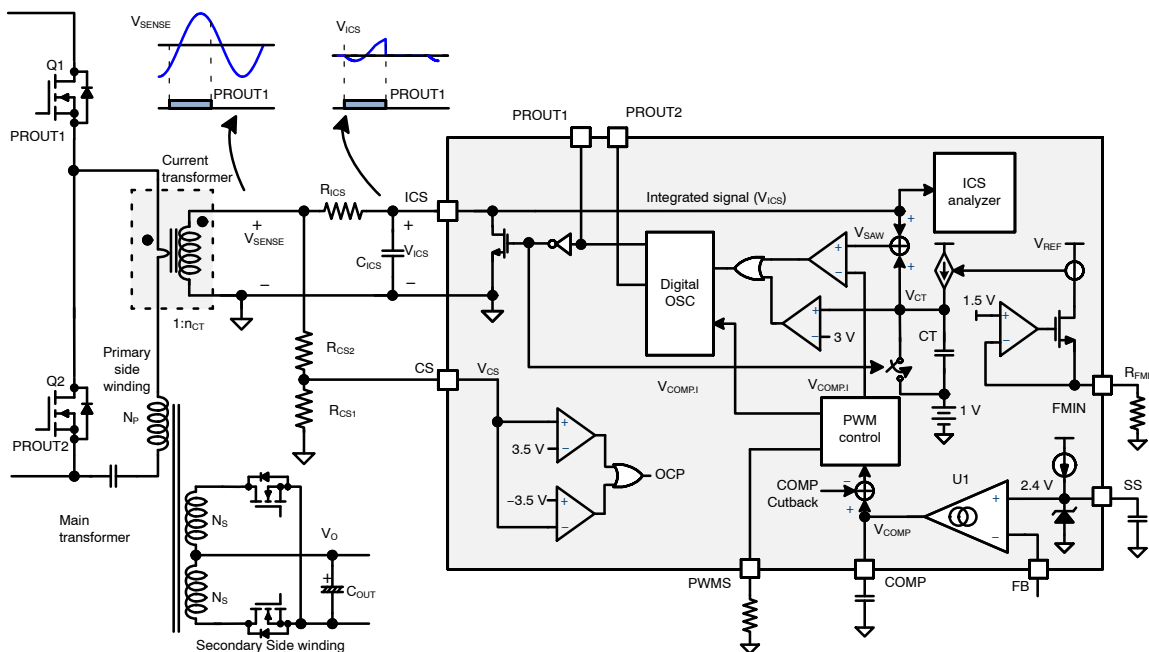 VSENSE
VICS
Q1
PROUT1
PROUT1
PROUT1
PROUT1
PROUT2
Current
transformer
RICS
ICS
Integrated signal (VICS)
ICS
analyzer
+
VSENSE
−
+
VICS
−
CICS
VSAW
+
+
+
−
VREF
Digital
OSC
1:nCT
VCT
+
−
3 V
1.5 V
+
−
CT
Primary
side
winding
RCS2
CS
VCS
VCOMP.I
VCOMP.I
1 V
FMIN
Q2
NP
RCS1
PROUT2
PWM
control
+
3.5 V
−
OCP
−3.5 V
+
−
COMP
Cutback
−
+
U1
2.4 V
+
−
SS
Main
transformer
NS
VO
VCOMP
NS
+
COUT
PWMS
COMP
FB
Secondary Side winding